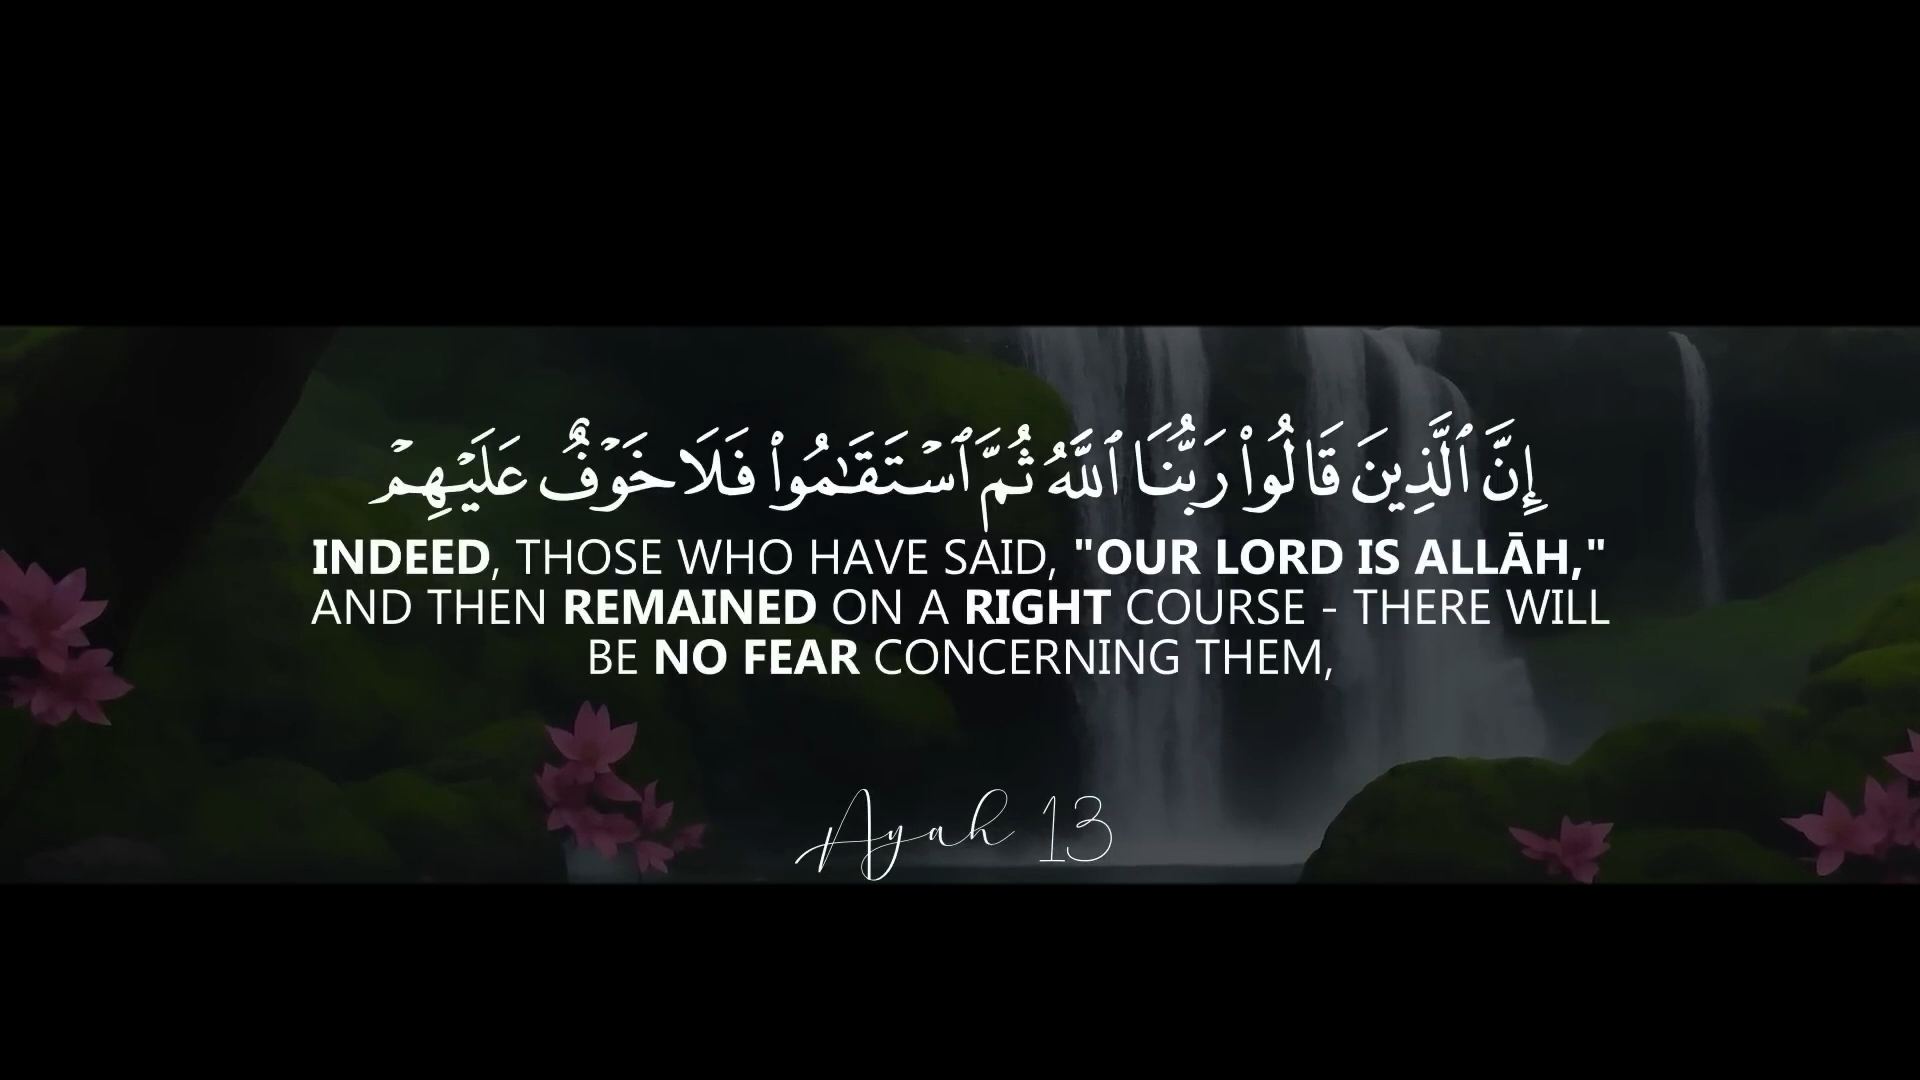 إِنَّ ٱلَّذِينَ قَالُوا۟ رَبُّنَا ٱللَّهُ ثُمَّ ٱسْتَقَـٰمُوا۟ فَلَا خَوْفٌ عَلَيْهِمْ
INDEED, THOSE WHO HAVE SAID, "OUR LORD IS ALLĀH,"
AND THEN REMAINED ON A RIGHT COURSE - THERE WILL
BE NO FEAR CONCERNING THEM,
Ayah 13